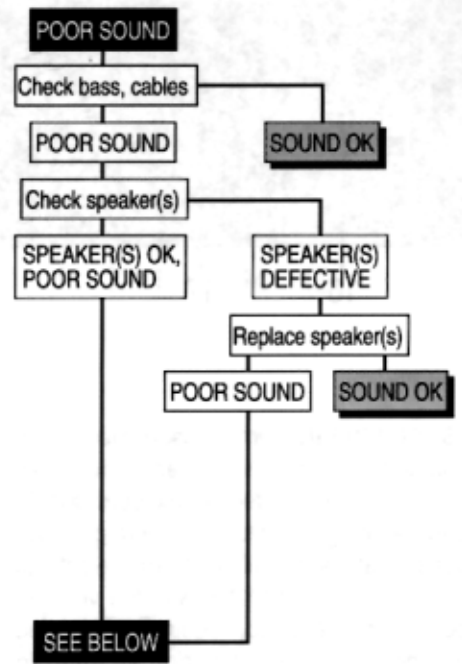 POOR SOUND
Check bass, cables
POOR SOUND
SOUND OK
Check speaker(s)
SPEAKER(S) OK,
POOR SOUND
SPEAKER(S)
DEFECTIVE
Replace speaker(s)
POOR SOUND
SOUND OK
SEE BELOW